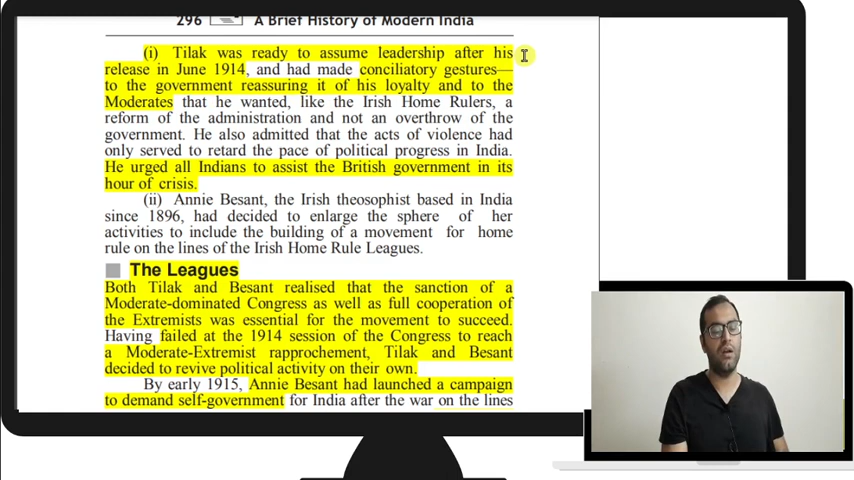 296 A Brief History of Modern India
(i) Tilak was ready to assume leadership after his
release in June 1914, and had made conciliatory gestures—
to the government reassuring it of his loyalty and to the
Moderates that he wanted, like the Irish Home Rulers, a
reform of the administration and not an overthrow of the
government. He also admitted that the acts of violence had
only served to retard the pace of political progress in India.
He urged all Indians to assist the British government in its
hour of crisis.
(ii) Annie Besant, the Irish theosophist based in India
since 1896, had decided to enlarge the sphere of her
activities to include the building of a movement for home
rule on the lines of the Irish Home Rule Leagues.
The Leagues
Both Tilak and Besant realised that the sanction of a
Moderate-dominated Congress as well as full cooperation of
the Extremists was essential for the movement to succeed.
Having failed at the 1914 session of the Congress to reach
a Moderate-Extremist rapprochement, Tilak and Besant
decided to revive political activity on their own.
By early 1915, Annie Besant had launched a campaign
to demand self-government for India after the war on the lines